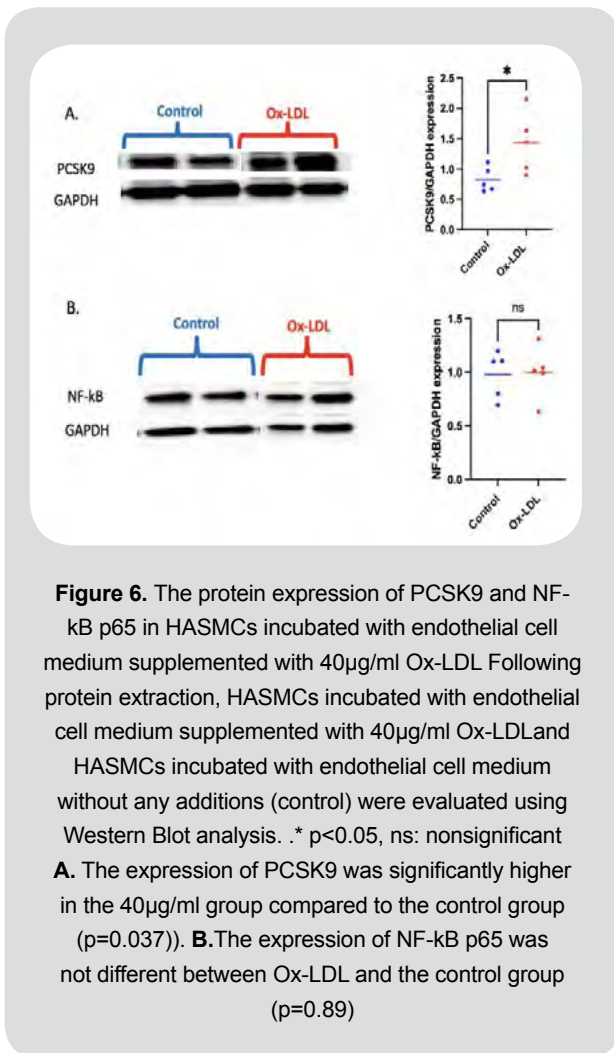 A.
Control
Ox-LDL
PCSK9
GAPDH
*
2.5
2.0
1.5
1.0
0.5
0.0
PCSK9/GAPDH expression
Control
Ox-LDL
B.
Control
Ox-LDL
NF-kB
GAPDH
ns
1.5
1.0
0.5
0.0
NF-kB/GAPDH expression
Control
Ox-LDL
Figure 6. The protein expression of PCSK9 and NF-
kB p65 in HASMCs incubated with endothelial cell
medium supplemented with 40µg/ml Ox-LDL Following
protein extraction, HASMCs incubated with endothelial
cell medium supplemented with 40µg/ml Ox-LDLand
HASMCs incubated with endothelial cell medium
without any additions (control) were evaluated using
Western Blot analysis. .* p<0.05, ns: nonsignificant
A. The expression of PCSK9 was significantly higher
in the 40µg/ml group compared to the control group
(p=0.037)). B.The expression of NF-kB p65 was
not different between Ox-LDL and the control group
(p=0.89)